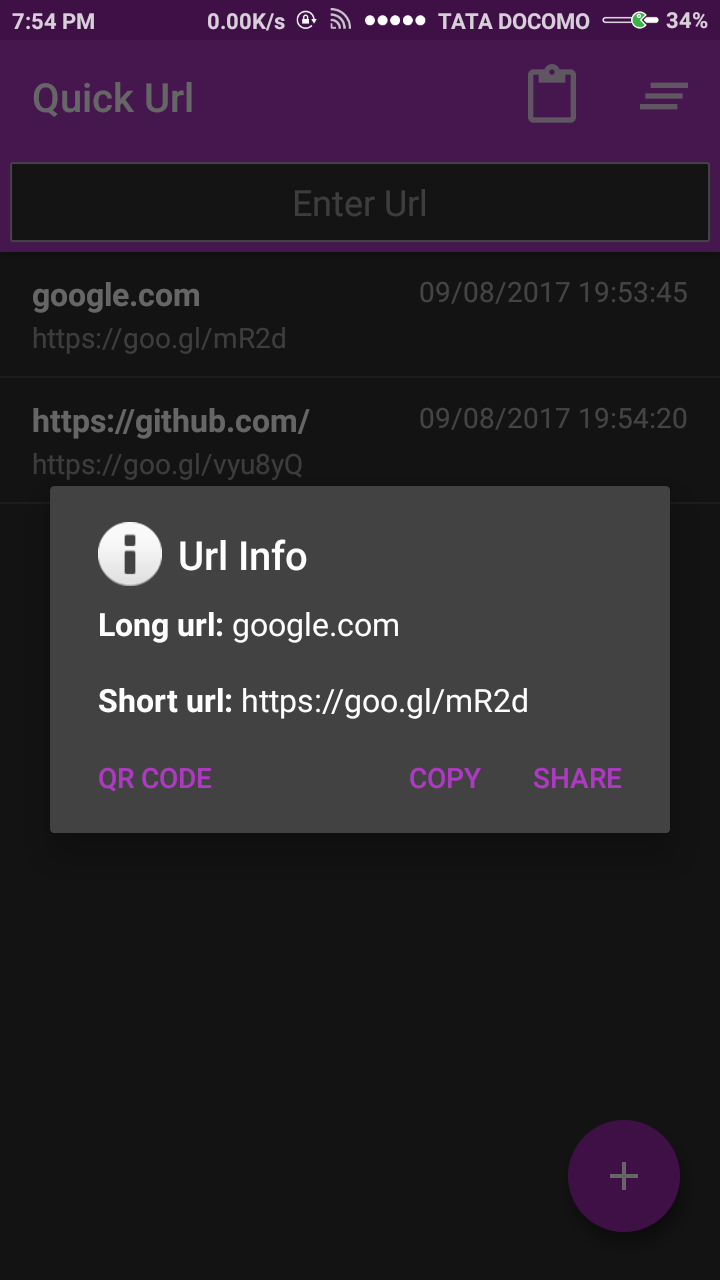 7:54 PM 0.00K/s TATA DOCOMO 34%
Quick Url
Enter Url
google.com 09/08/2017 19:53:45
https://goo.gl/mR2d
https://github.com/ 09/08/2017 19:54:20
https://goo.gl/vyu8yQ
Url Info
Long url: google.com
Short url: https://goo.gl/mR2d
QR CODE COPY SHARE